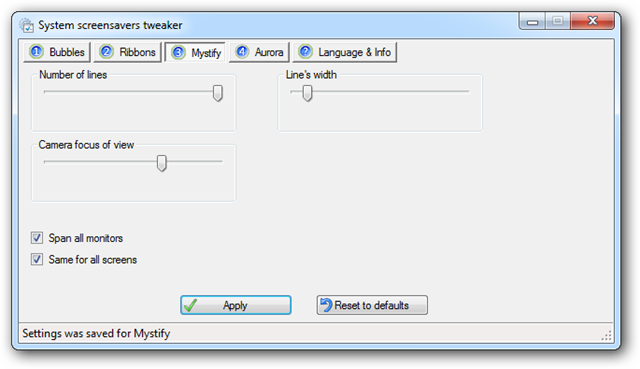 System screensavers tweaker
1 Bubbles 2 Ribbons 3 Mystify 4 Aurora ? Language & Info
Number of lines Line's width
Camera focus of view
Span all monitors
Same for all screens
Apply Reset to defaults
Settings was saved for Mystify